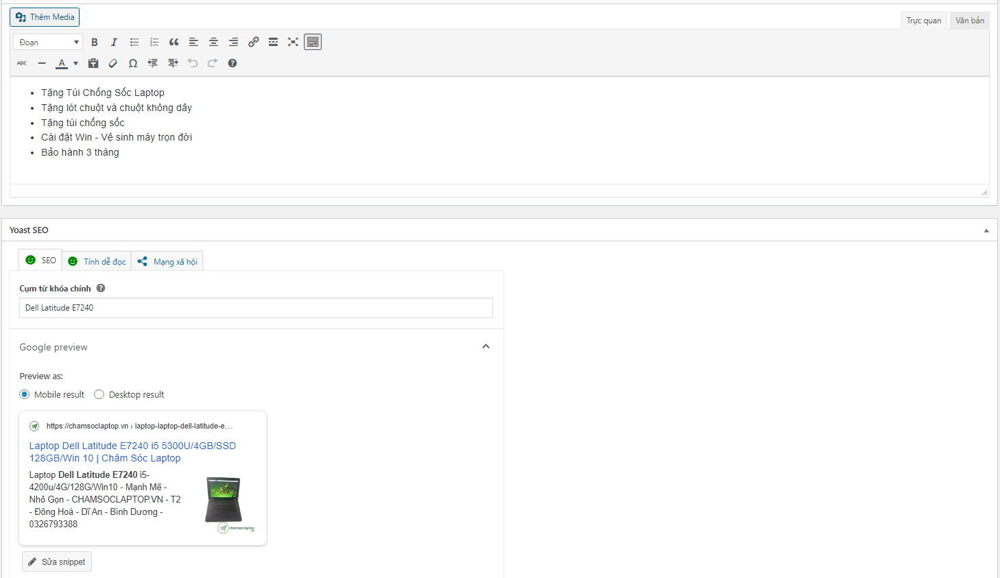 Thêm Media
Trực quan
Văn bản
Đoạn
B I
ABC A Ω
Tặng Túi Chống Sốc Laptop
Tặng lót chuột và chuột không dây
Tặng túi chống sốc
Cài đặt Win - Vệ sinh máy trọn đời
Bảo hành 3 tháng
Yoast SEO
SEO
Tính dễ đọc
Mạng xã hội
Cụm từ khóa chính
Dell Latitude E7240
Google preview
Preview as:
Mobile result
Desktop result
https://chamsoclaptop.vn › laptop-laptop-dell-latitude-e…
Laptop Dell Latitude E7240 i5 5300U/4GB/SSD
128GB/Win 10 | Chăm Sóc Laptop
Laptop Dell Latitude E7240 i5-
4200u/4G/128G/Win10 - Mạnh Mẽ -
Nhỏ Gọn - CHAMSOCLAPTOP.VN - T2
- Đông Hoà - Dĩ An - Bình Dương -
0326793388
chamsoclaptop
Sửa snippet